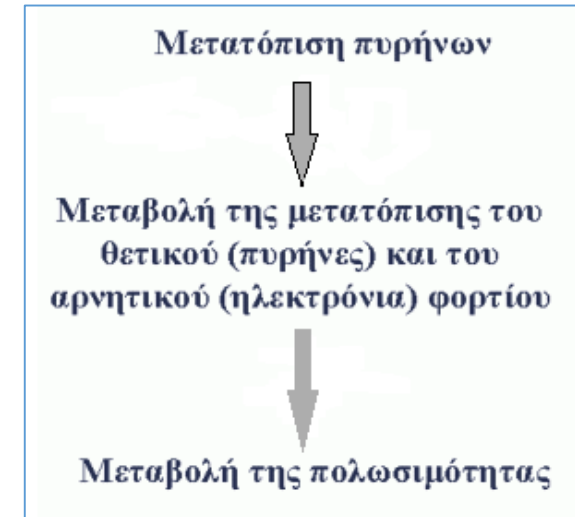 Μετατόπιση πυρήνων
Μεταβολή της μετατόπισης του
θετικού (πυρήνες) και του
αρνητικού (ηλεκτρόνια) φορτίου
Μεταβολή της πολωσιμότητας